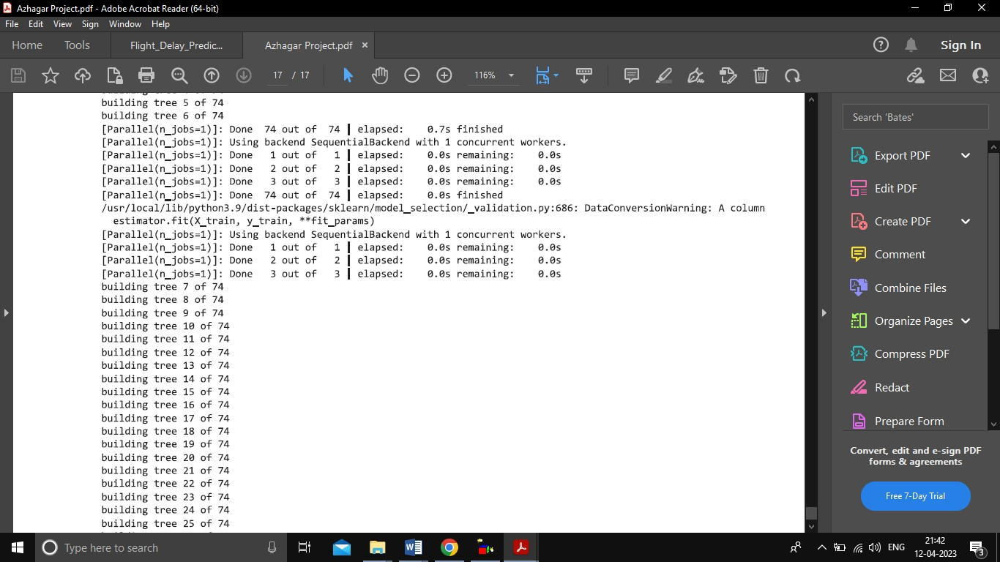 Azhagar Project.pdf - Adobe Acrobat Reader (64-bit)
File Edit View Sign Window Help
Home Tools Flight_Delay_Predic... Azhagar Project.pdf × Sign In
17 / 17 116%
building tree 5 of 74
building tree 6 of 74
[Parallel(n_jobs=1)]: Done 74 out of 74 | elapsed: 0.7s finished
[Parallel(n_jobs=1)]: Using backend SequentialBackend with 1 concurrent workers.
[Parallel(n_jobs=1)]: Done 1 out of 1 | elapsed: 0.0s remaining: 0.0s
[Parallel(n_jobs=1)]: Done 2 out of 2 | elapsed: 0.0s remaining: 0.0s
[Parallel(n_jobs=1)]: Done 3 out of 3 | elapsed: 0.0s remaining: 0.0s
[Parallel(n_jobs=1)]: Done 74 out of 74 | elapsed: 0.0s finished
/usr/local/lib/python3.9/dist-packages/sklearn/model_selection/_validation.py:686: DataConversionWarning: A column
estimator.fit(X_train, y_train, **fit_params)
[Parallel(n_jobs=1)]: Using backend SequentialBackend with 1 concurrent workers.
[Parallel(n_jobs=1)]: Done 1 out of 1 | elapsed: 0.0s remaining: 0.0s
[Parallel(n_jobs=1)]: Done 2 out of 2 | elapsed: 0.0s remaining: 0.0s
[Parallel(n_jobs=1)]: Done 3 out of 3 | elapsed: 0.0s remaining: 0.0s
building tree 7 of 74
building tree 8 of 74
building tree 9 of 74
building tree 10 of 74
building tree 11 of 74
building tree 12 of 74
building tree 13 of 74
building tree 14 of 74
building tree 15 of 74
building tree 16 of 74
building tree 17 of 74
building tree 18 of 74
building tree 19 of 74
building tree 20 of 74
building tree 21 of 74
building tree 22 of 74
building tree 23 of 74
building tree 24 of 74
building tree 25 of 74
Search 'Bates'
Export PDF
Edit PDF
Create PDF
Comment
Combine Files
Organize Pages
Compress PDF
Redact
Prepare Form
Convert, edit and e-sign PDF
forms & agreements
Free 7-Day Trial
Type here to search
ENG
21:42
12-04-2023
3